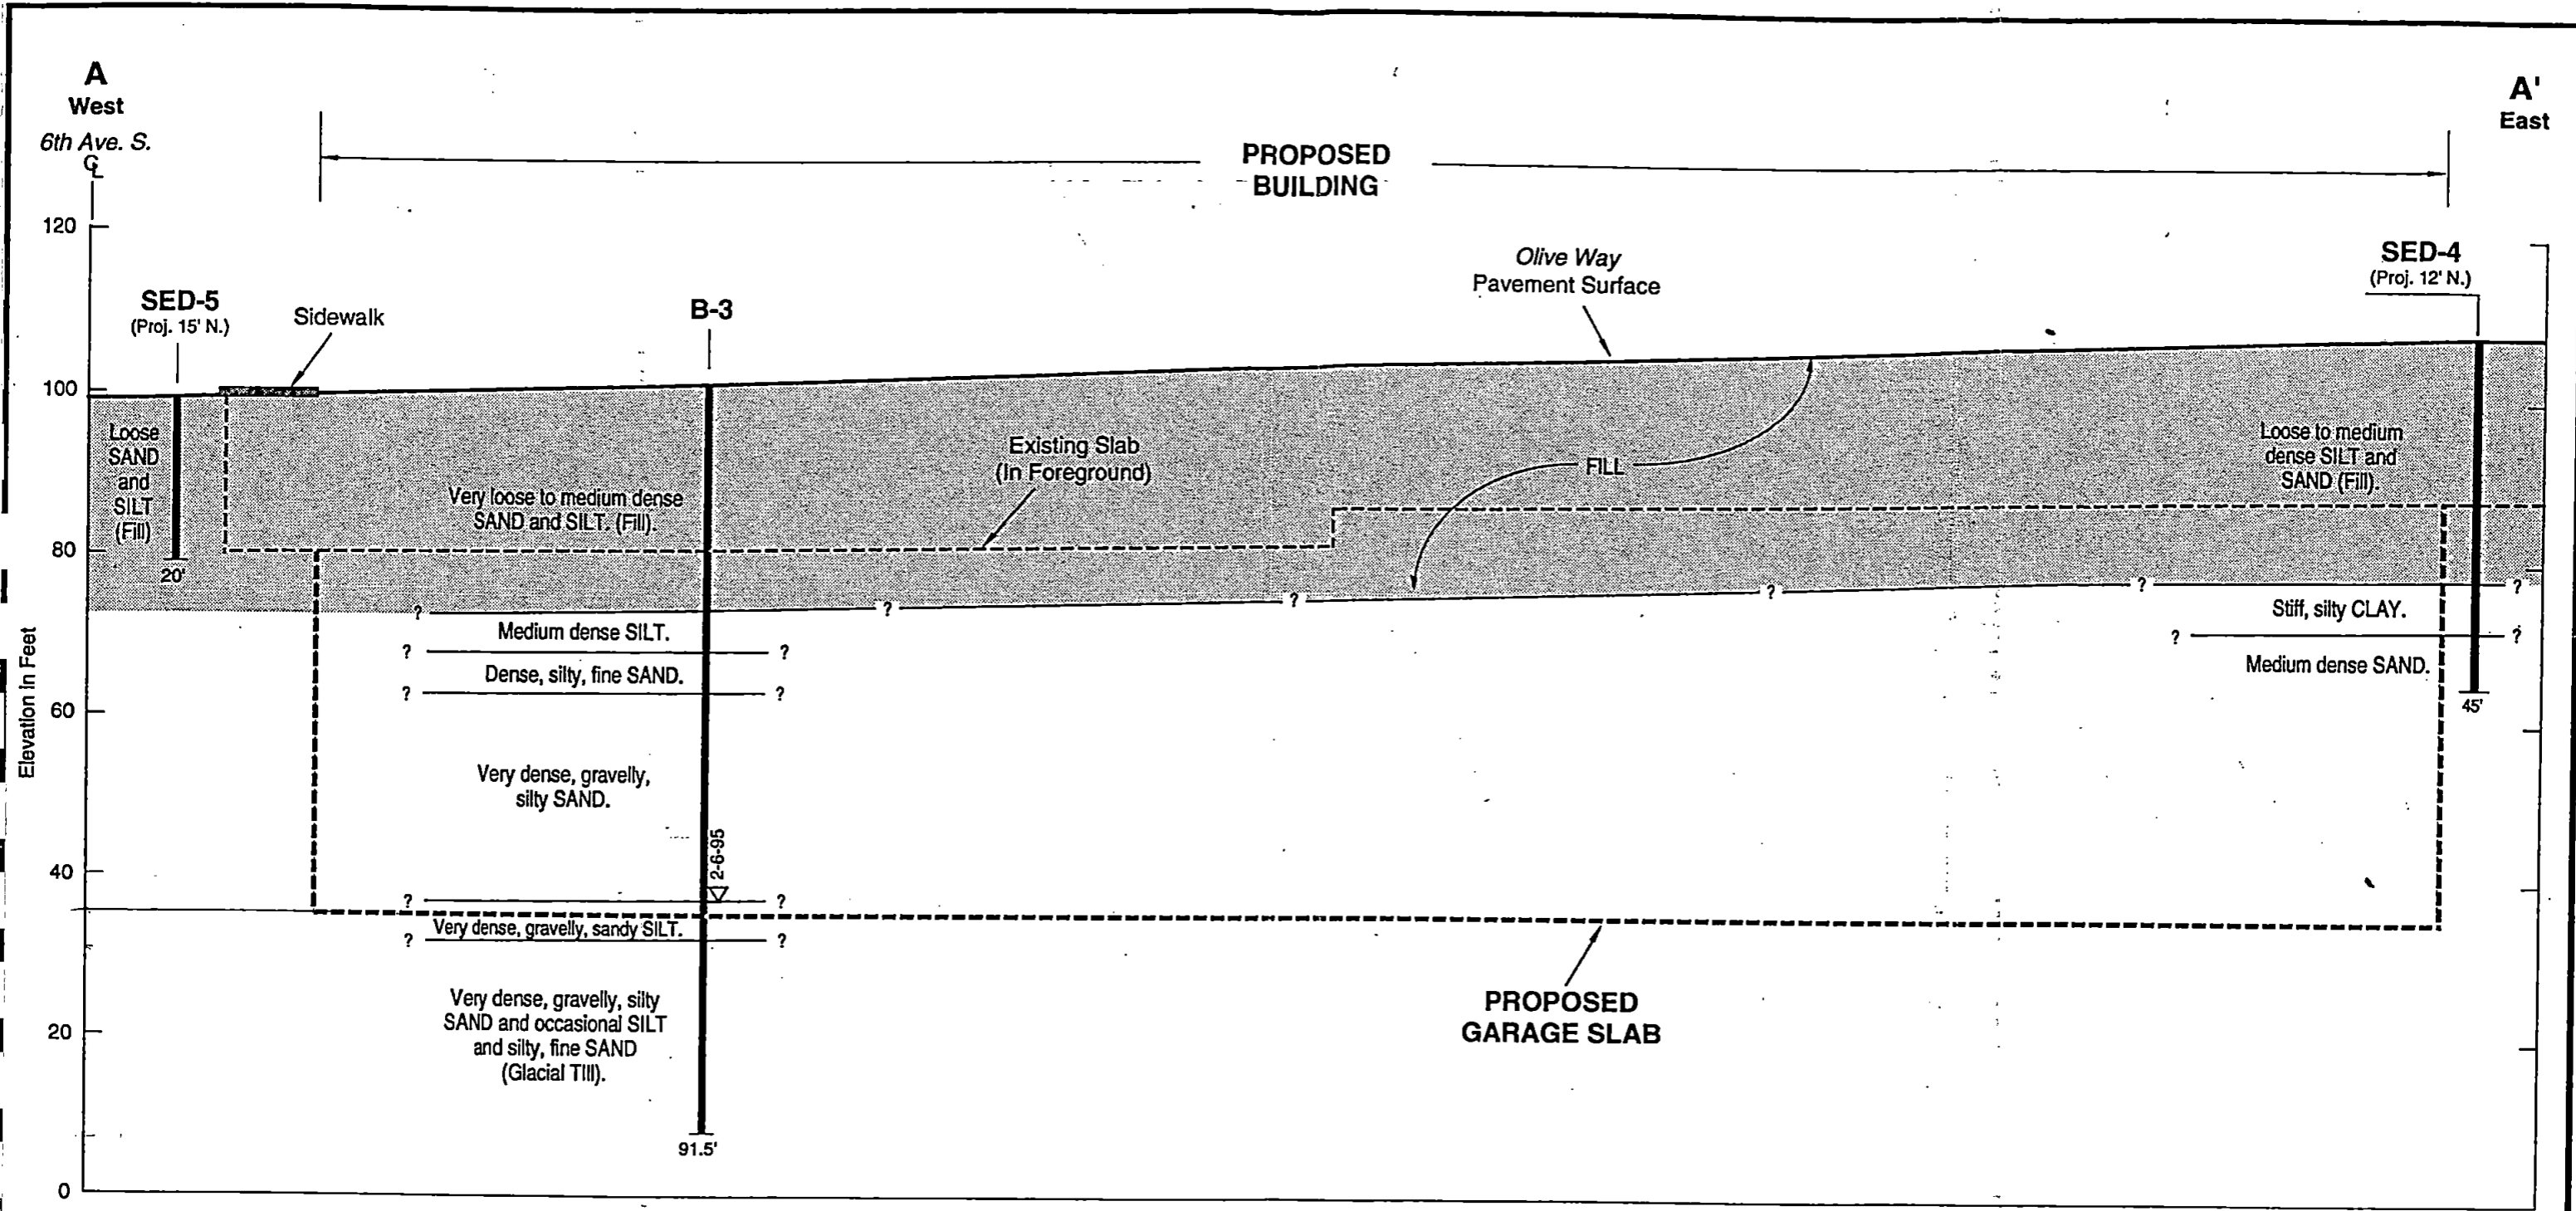 A
West
6th Ave. S.
CL
A'
East
PROPOSED
BUILDING
120
100
80
60
40
20
0
Elevation in Feet
SED-5
(Proj. 15' N.)
Sidewalk
B-3
Olive Way
Pavement Surface
SED-4
(Proj. 12' N.)
Loose
SAND
and
SILT
(Fill)
20'
Very loose to medium dense
SAND and SILT. (Fill).
Existing Slab
(In Foreground)
FILL
Loose to medium
dense SILT and
SAND (Fill).
? ? ? ? ? ?
Medium dense SILT.
? ?
Dense, silty, fine SAND.
? ?
Stiff, silty CLAY.
? ?
Medium dense SAND.
45'
Very dense, gravelly,
silty SAND.
2-6-95
? ?
Very dense, gravelly, sandy SILT.
? ?
Very dense, gravelly, silty
SAND and occasional SILT
and silty, fine SAND
(Glacial Till).
91.5'
PROPOSED
GARAGE SLAB